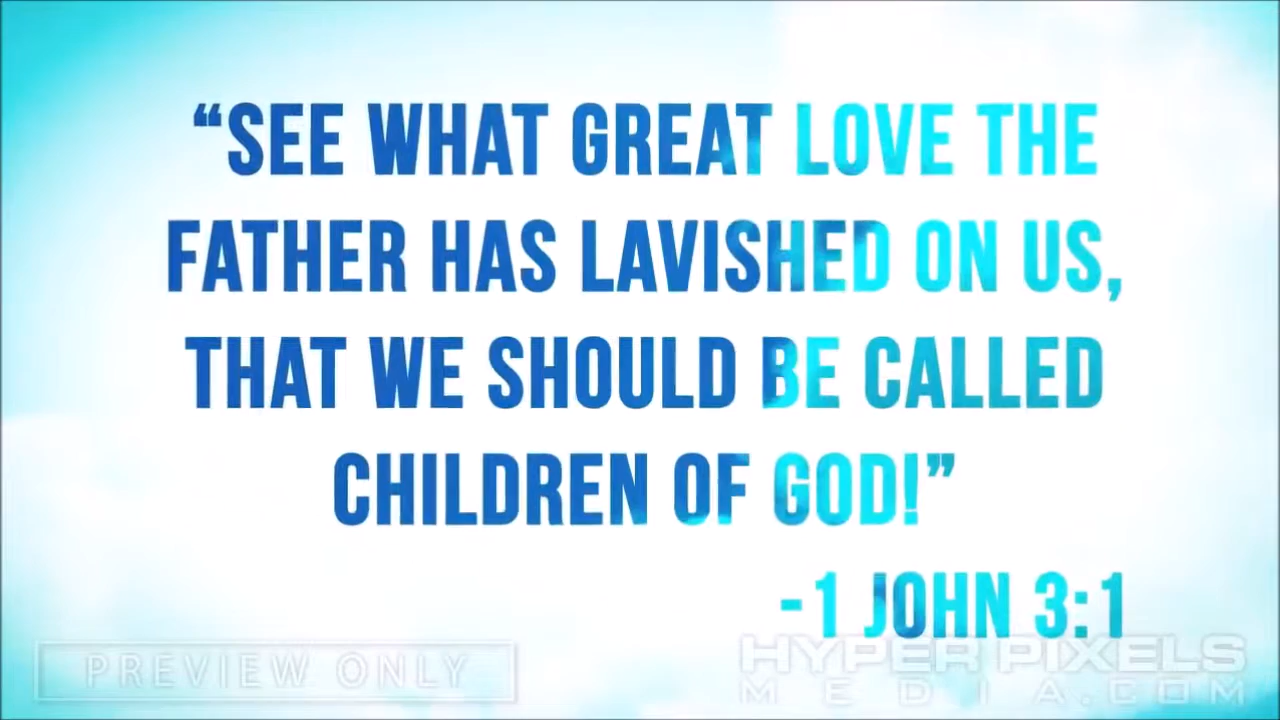 “SEE WHAT GREAT LOVE THE
FATHER HAS LAVISHED ON US,
THAT WE SHOULD BE CALLED
CHILDREN OF GOD!”
-1 JOHN 3:1
PREVIEW ONLY
HYPER PIXELS
MEDIA.COM